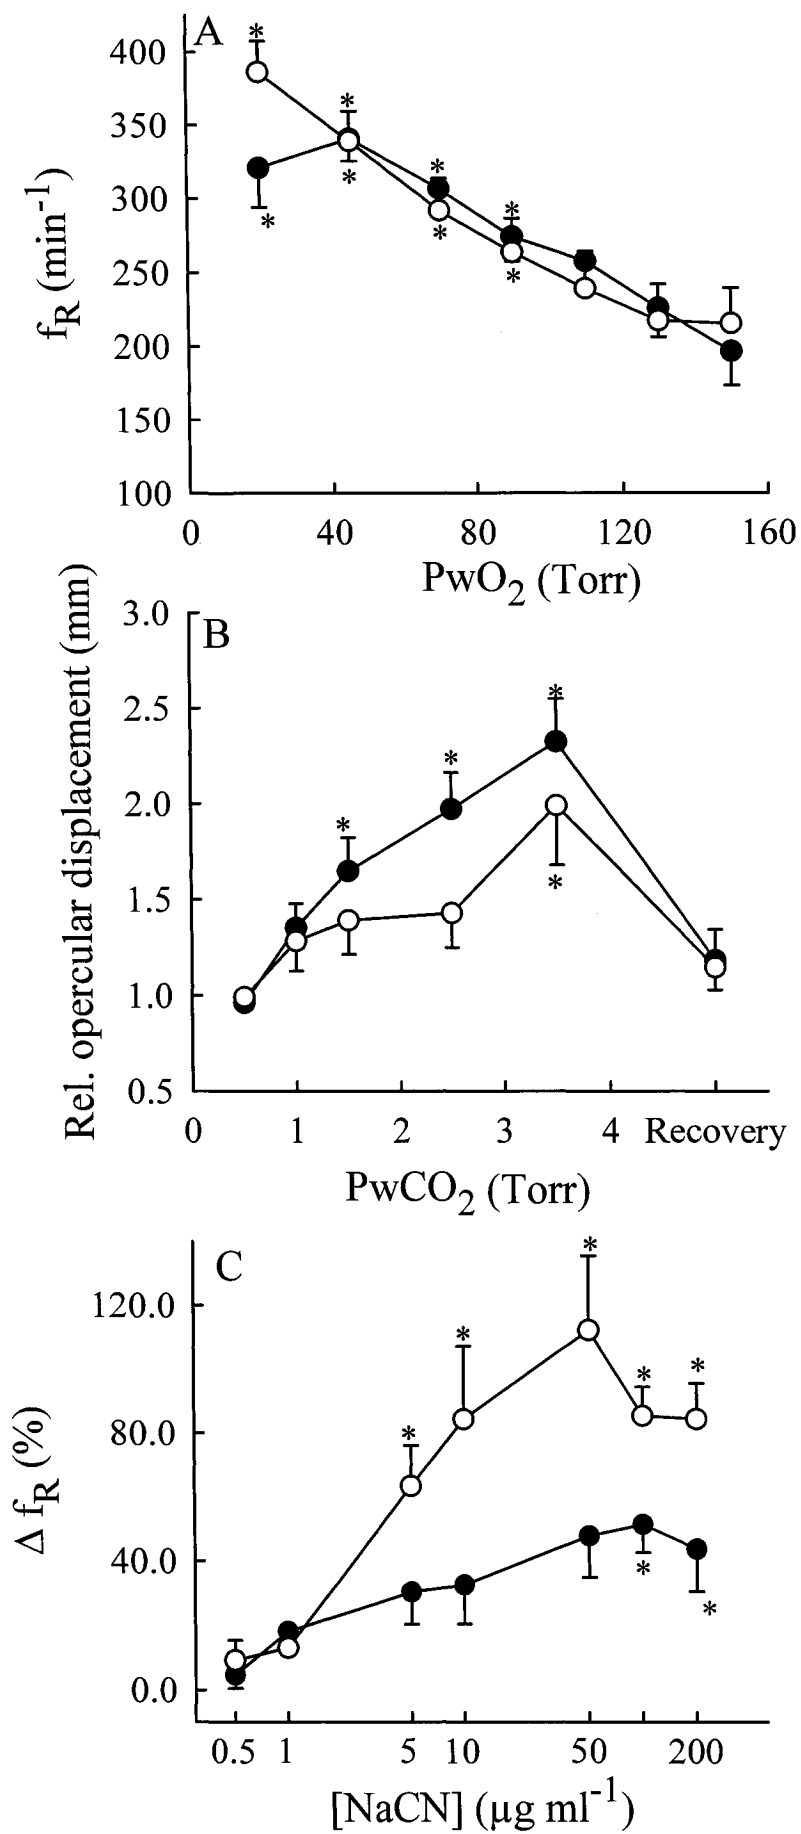 A
400
350
300
250
200
150
100
f_R (min^-1)
0 40 80 120 160
PwO_2 (Torr)
B
3.0
2.5
2.0
1.5
1.0
0.5
Rel. opercular displacement (mm)
0 1 2 3 4 Recovery
PwCO_2 (Torr)
C
120.0
80.0
40.0
0.0
Δ f_R (%)
0.5 1 5 10 50 200
[NaCN] (µg ml^-1)